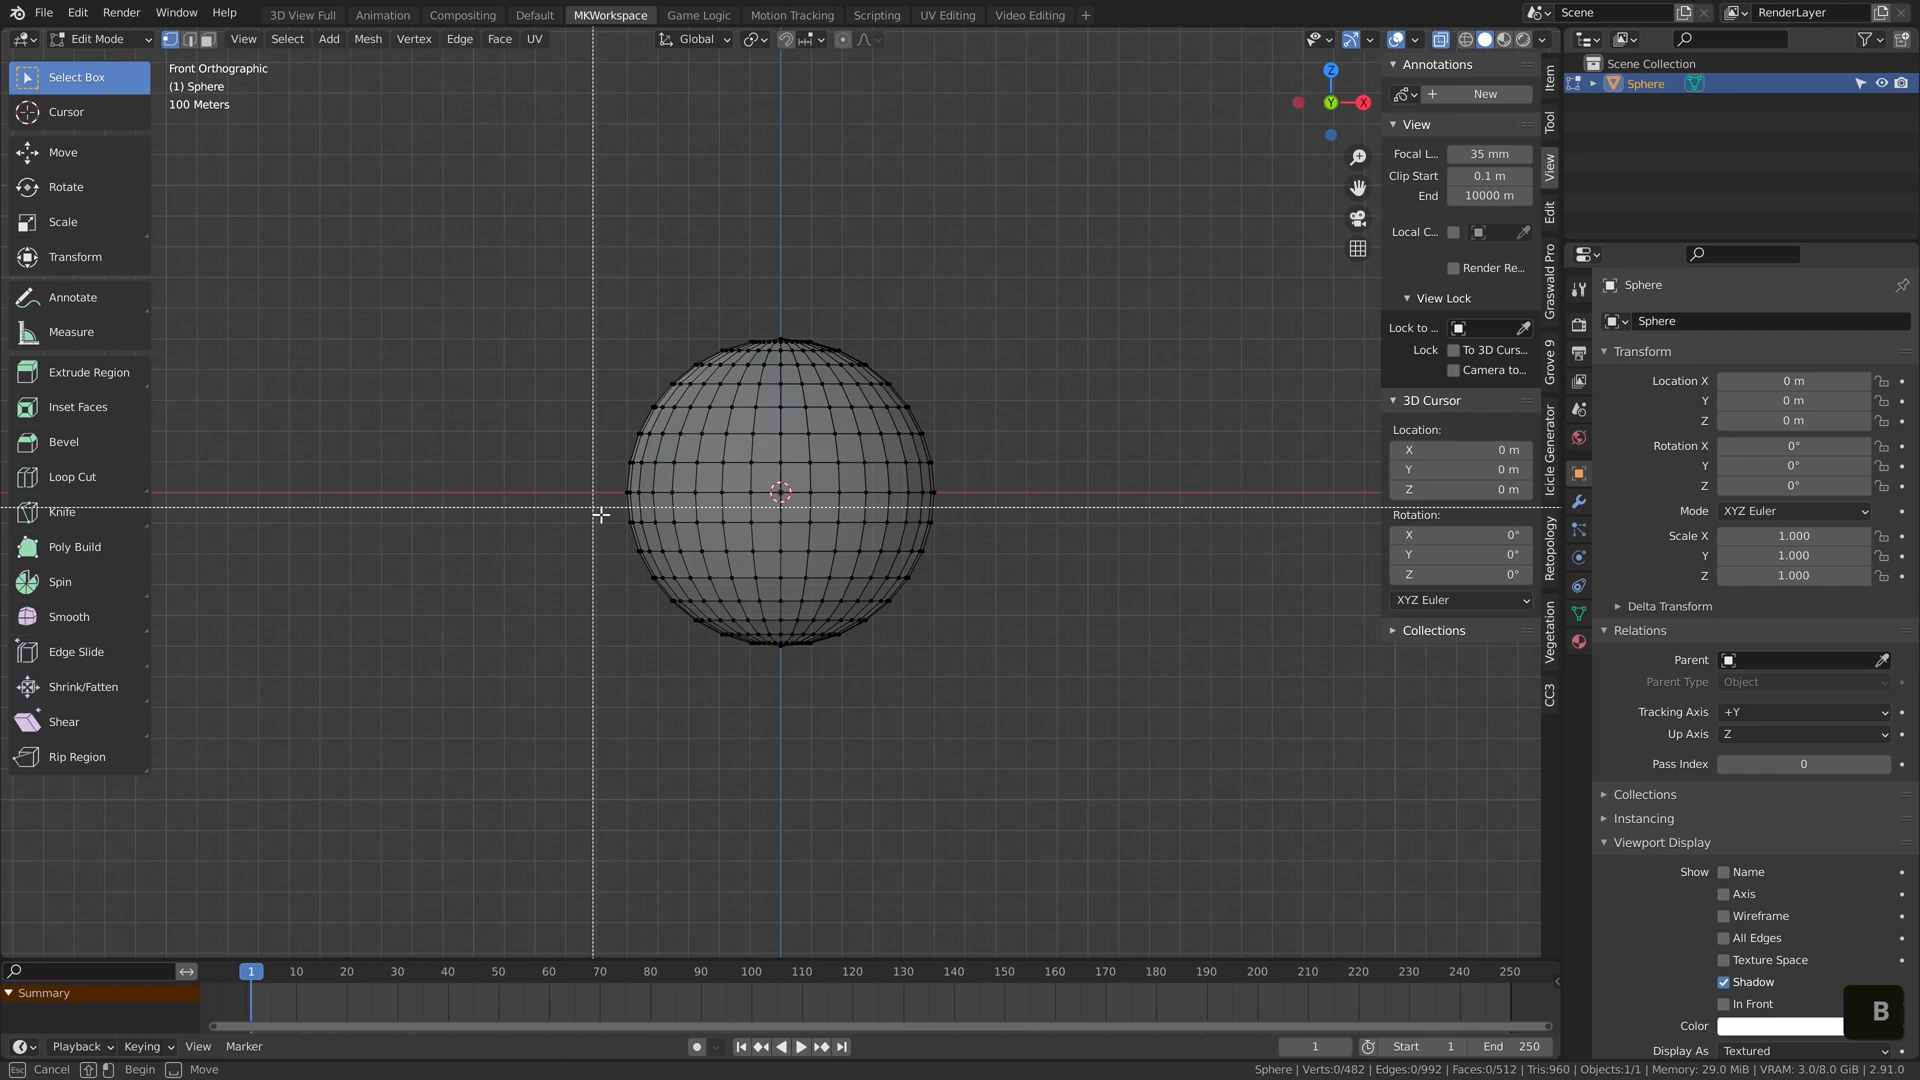 File Edit Render Window Help 3D View Full Animation Compositing Default MKWorkspace Game Logic Motion Tracking Scripting UV Editing Video Editing + Scene RenderLayer
Edit Mode View Select Add Mesh Vertex Edge Face UV Global
Select Box
Cursor
Move
Rotate
Scale
Transform
Annotate
Measure
Extrude Region
Inset Faces
Bevel
Loop Cut
Knife
Poly Build
Spin
Smooth
Edge Slide
Shrink/Fatten
Shear
Rip Region
Front Orthographic
(1) Sphere
100 Meters
Z
Y X
Annotations
+ New
View
Focal L... 35 mm
Clip Start 0.1 m
End 10000 m
Local C...
Render Re...
View Lock
Lock to ...
Lock To 3D Curs...
Camera to...
3D Cursor
Location:
X 0 m
Y 0 m
Z 0 m
Rotation:
X 0°
Y 0°
Z 0°
XYZ Euler
Collections
Item
Tool
View
Edit
Graswald Pro
Grove 9
Icicle Generator
Retopology
Vegetation
CC3
Scene Collection
Sphere
Sphere
Sphere
Transform
Location X 0 m
Y 0 m
Z 0 m
Rotation X 0°
Y 0°
Z 0°
Mode XYZ Euler
Scale X 1.000
Y 1.000
Z 1.000
Delta Transform
Relations
Parent
Parent Type Object
Tracking Axis +Y
Up Axis Z
Pass Index 0
Collections
Instancing
Viewport Display
Show Name
Axis
Wireframe
All Edges
Texture Space
Shadow
In Front
Color
Display As Textured
B
1 10 20 30 40 50 60 70 80 90 100 110 120 130 140 150 160 170 180 190 200 210 220 230 240 250
Summary
Playback Keying View Marker 1 Start 1 End 250
Esc Cancel Begin Move Sphere | Verts:0/482 | Edges:0/992 | Faces:0/512 | Tris:960 | Objects:1/1 | Memory: 29.0 MiB | VRAM: 3.0/8.0 GiB | 2.91.0